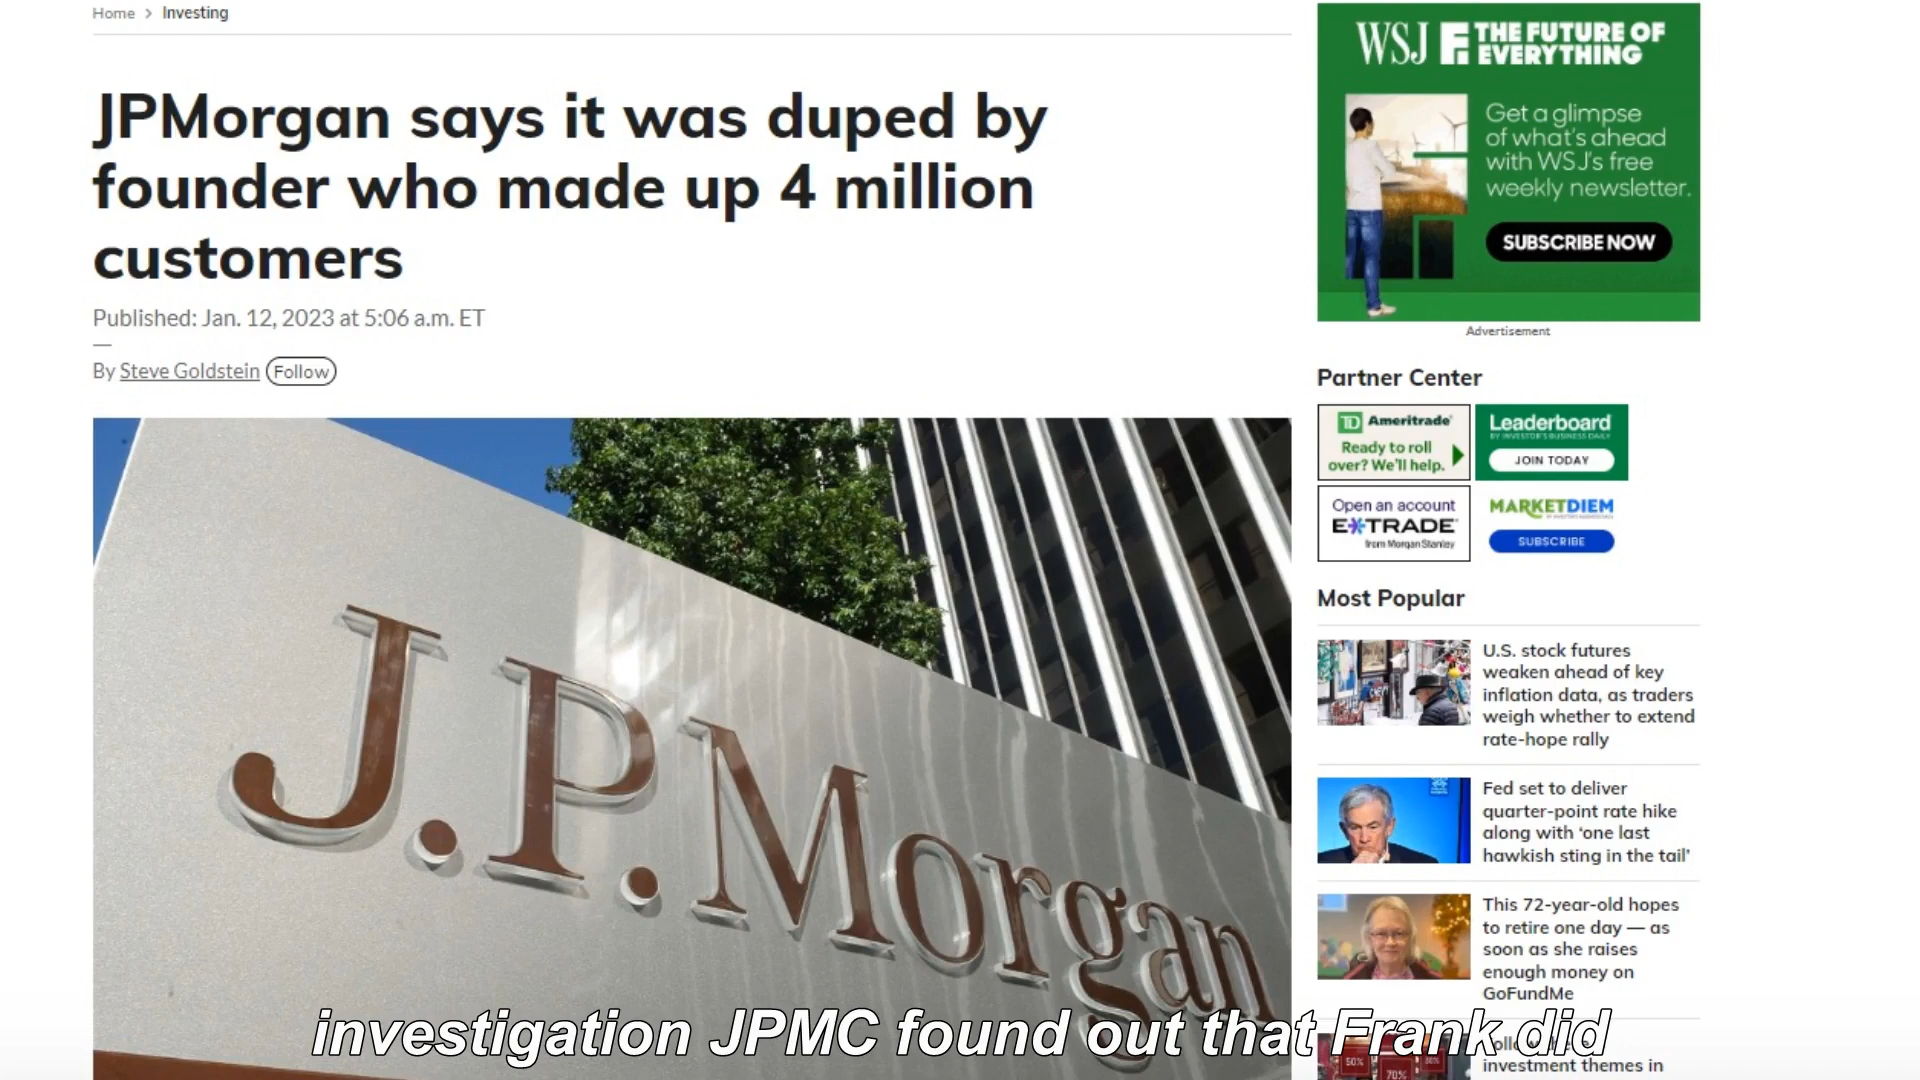 Home > Investing
JPMorgan says it was duped by
founder who made up 4 million
customers
Published: Jan. 12, 2023 at 5:06 a.m. ET
By Steve Goldstein Follow
J.P.Morgan
investigation JPMC found out that Frank did
WSJ THE FUTURE OF
EVERYTHING
Get a glimpse
of what's ahead
with WSJ's free
weekly newsletter.
SUBSCRIBE NOW
Advertisement
Partner Center
TD Ameritrade
Ready to roll
over? We'll help.
Leaderboard
BY INVESTOR'S BUSINESS DAILY
JOIN TODAY
Open an account
E*TRADE
from Morgan Stanley
MARKETDIEM
SUBSCRIBE
Most Popular
U.S. stock futures
weaken ahead of key
inflation data, as traders
weigh whether to extend
rate-hope rally
Fed set to deliver
quarter-point rate hike
along with ‘one last
hawkish sting in the tail’
This 72-year-old hopes
to retire one day — as
soon as she raises
enough money on
GoFundMe
50%
70%
investment themes in